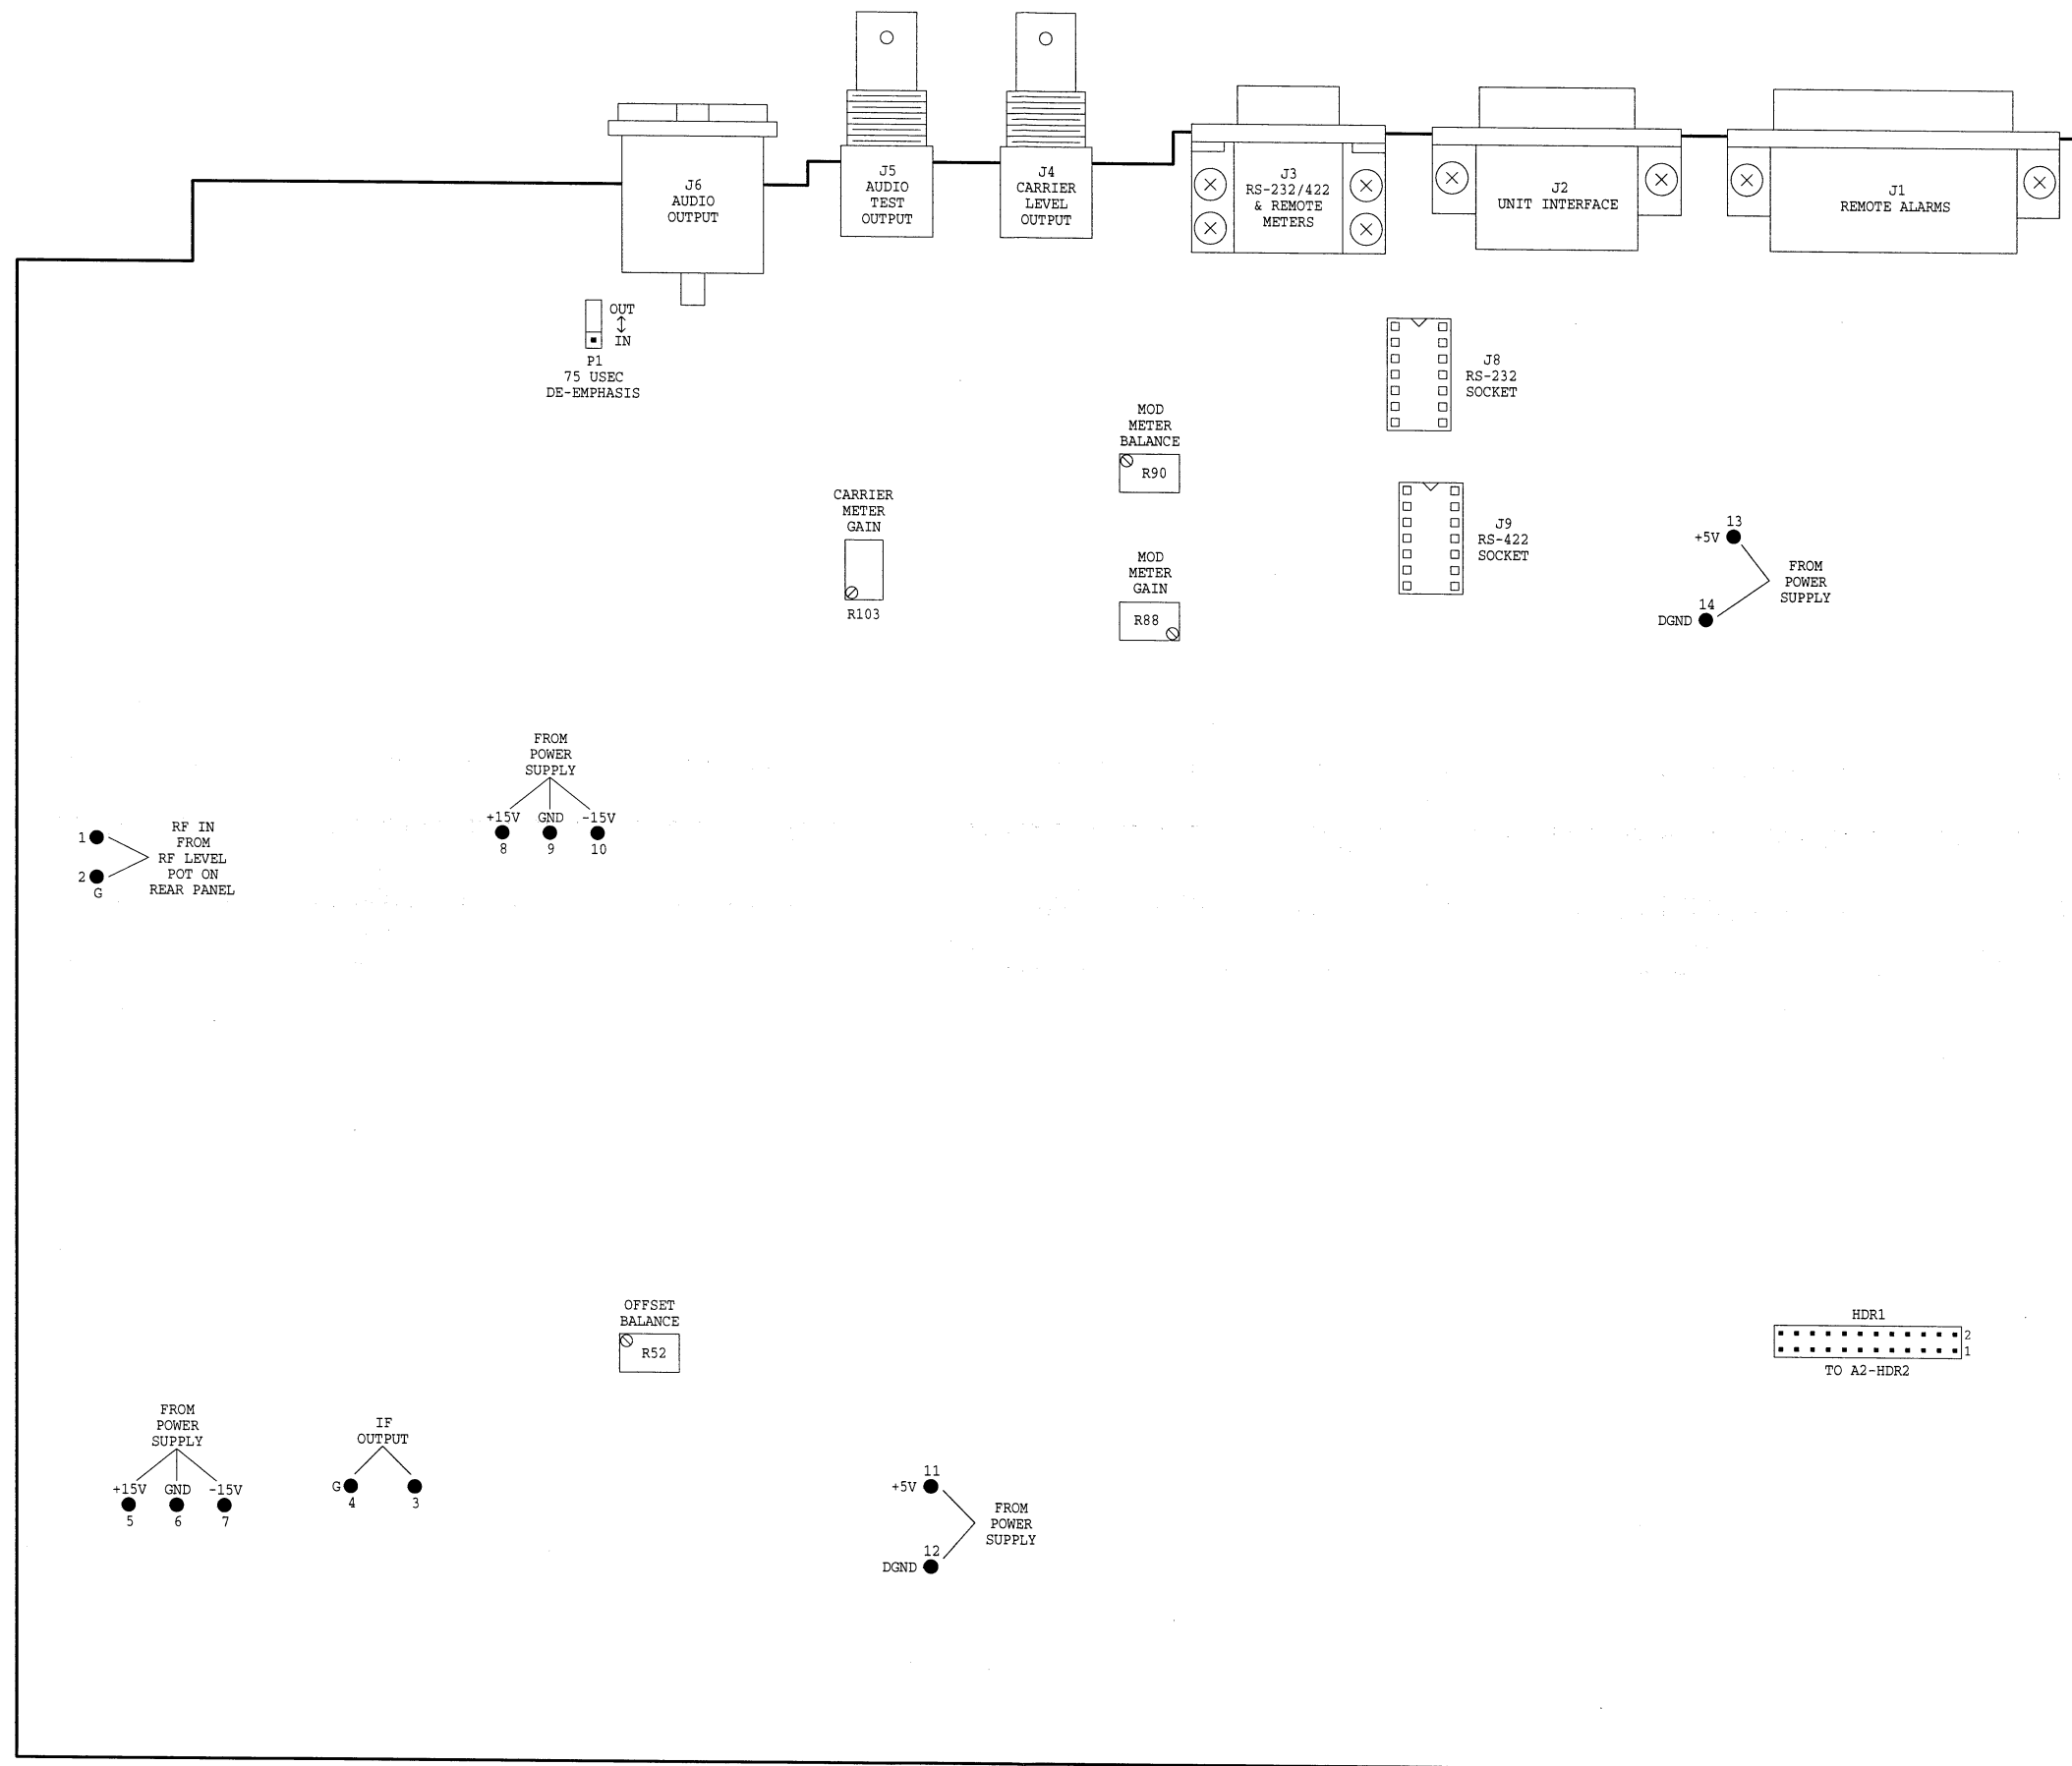 J6
AUDIO
OUTPUT
J5
AUDIO
TEST
OUTPUT
J4
CARRIER
LEVEL
OUTPUT
J3
RS-232/422
& REMOTE
METERS
J2
UNIT INTERFACE
J1
REMOTE ALARMS
OUT
IN
P1
75 USEC
DE-EMPHASIS
J8
RS-232
SOCKET
MOD
METER
BALANCE
R90
CARRIER
METER
GAIN
R103
J9
RS-422
SOCKET
MOD
METER
GAIN
R88
13
+5V
14
DGND
FROM
POWER
SUPPLY
FROM
POWER
SUPPLY
+15V GND -15V
8 9 10
1
2
G
RF IN
FROM
RF LEVEL
POT ON
REAR PANEL
OFFSET
BALANCE
R52
HDR1
2
1
TO A2-HDR2
FROM
POWER
SUPPLY
+15V GND -15V
5 6 7
IF
OUTPUT
G
4 3
11
+5V
12
DGND
FROM
POWER
SUPPLY